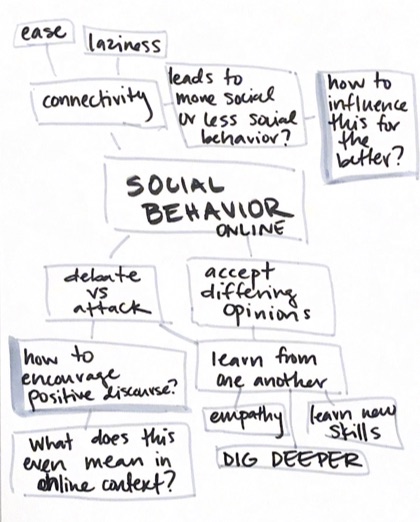 ease
laziness
connectivity
leads to
more social
or less social
behavior?
how to
influence
this for
the
better?
SOCIAL
BEHAVIOR
ONLINE
debate
vs
attack
accept
differing
opinions
how to
encourage
positive discourse?
learn from
one another
empathy
learn new
skills
DIG DEEPER
What does this
even mean in
online context?